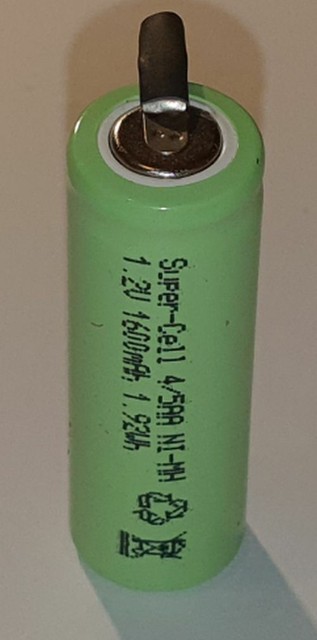 Super-Cell 4/5AA NI-MH
1.2V 1600mAh 1.92Wh